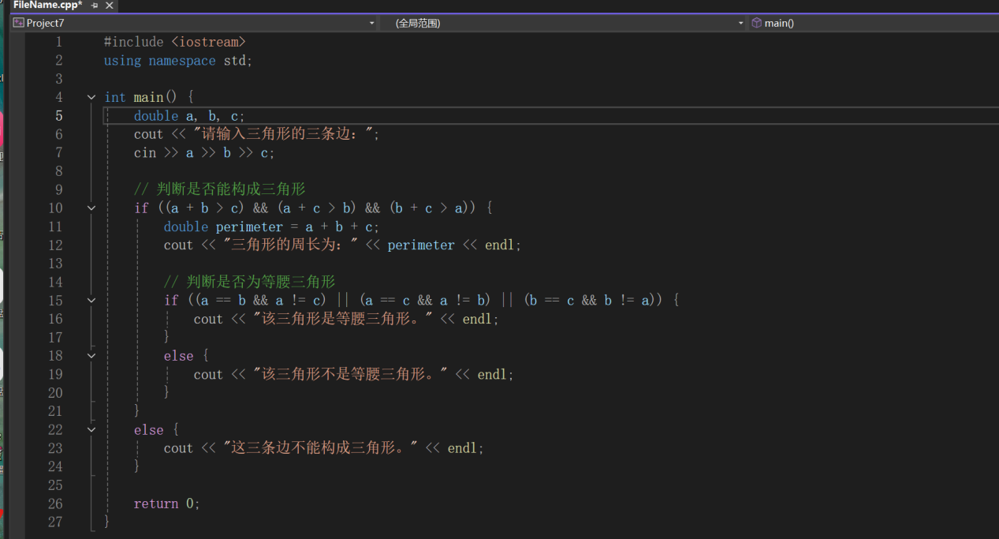 FileName.cpp*
Project7 (全局范围) main()
1 #include <iostream>
2 using namespace std;
3
4 int main() {
5 double a, b, c;
6 cout << "请输入三角形的三条边：";
7 cin >> a >> b >> c;
8
9 // 判断是否能构成三角形
10 if ((a + b > c) && (a + c > b) && (b + c > a)) {
11 double perimeter = a + b + c;
12 cout << "三角形的周长为：" << perimeter << endl;
13
14 // 判断是否为等腰三角形
15 if ((a == b && a != c) || (a == c && a != b) || (b == c && b != a)) {
16 cout << "该三角形是等腰三角形。" << endl;
17 }
18 else {
19 cout << "该三角形不是等腰三角形。" << endl;
20 }
21 }
22 else {
23 cout << "这三条边不能构成三角形。" << endl;
24 }
25
26 return 0;
27 }